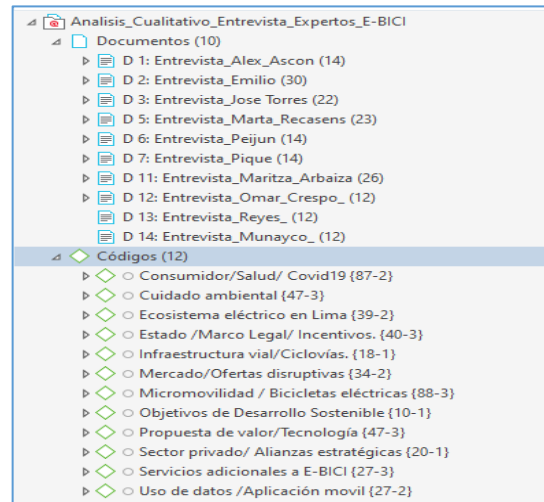 Analisis_Cualitativo_Entrevista_Expertos_E-BICI
Documentos (10)
D 1: Entrevista_Alex_Ascon (14)
D 2: Entrevista_Emilio (30)
D 3: Entrevista_Jose Torres (22)
D 5: Entrevista_Marta_Recasens (23)
D 6: Entrevista_Peijun (14)
D 7: Entrevista_Pique (14)
D 11: Entrevista_Maritza_Arbaiza (26)
D 12: Entrevista_Omar_Crespo_ (12)
D 13: Entrevista_Reyes_ (12)
D 14: Entrevista_Munayco_ (12)
Códigos (12)
Consumidor/Salud/ Covid19 {87-2}
Cuidado ambiental {47-3}
Ecosistema eléctrico en Lima {39-2}
Estado /Marco Legal/ Incentivos. {40-3}
Infraestructura vial/Ciclovías. {18-1}
Mercado/Ofertas disruptivas {34-2}
Micromovilidad / Bicicletas eléctricas {88-3}
Objetivos de Desarrollo Sostenible {10-1}
Propuesta de valor/Tecnología {47-3}
Sector privado/ Alianzas estratégicas {20-1}
Servicios adicionales a E-BICI {27-3}
Uso de datos /Aplicación movil {27-2}